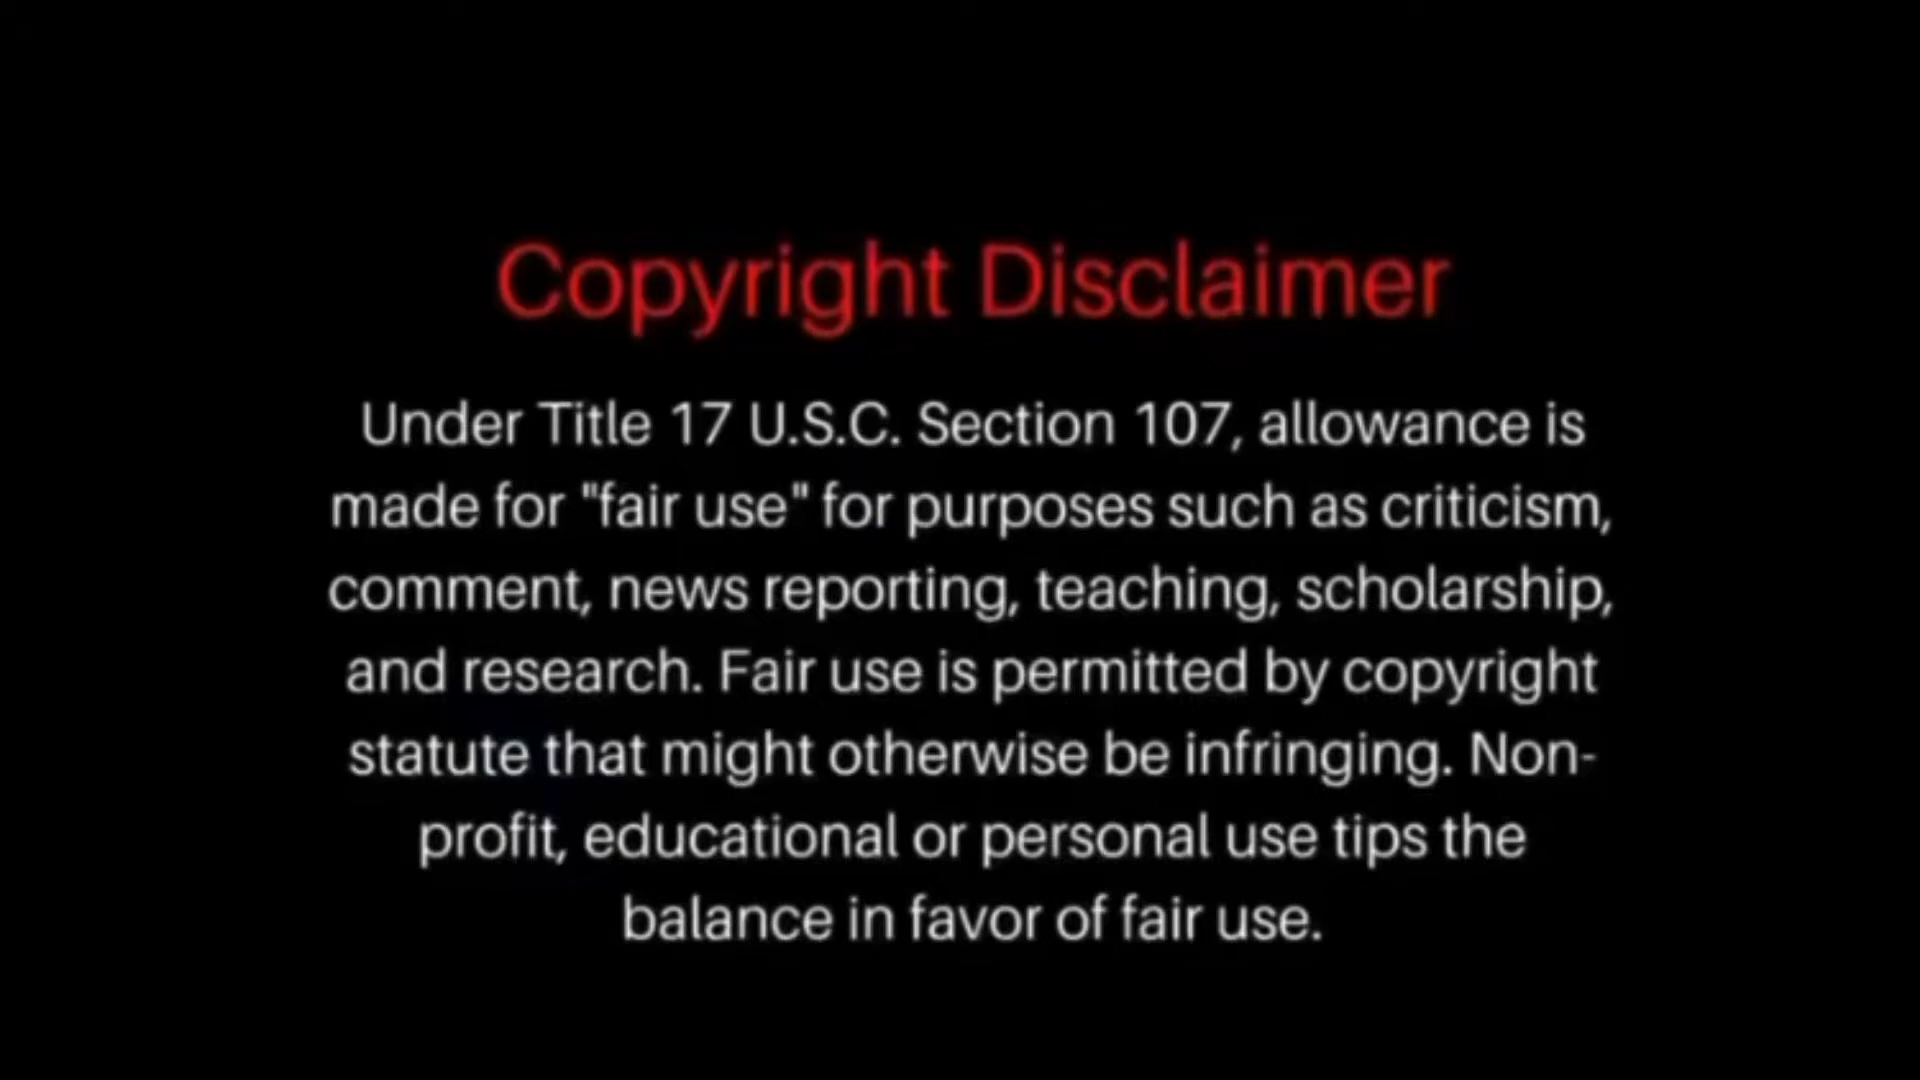 Copyright Disclaimer
Under Title 17 U.S.C. Section 107, allowance is
made for "fair use" for purposes such as criticism,
comment, news reporting, teaching, scholarship,
and research. Fair use is permitted by copyright
statute that might otherwise be infringing. Non-
profit, educational or personal use tips the
balance in favor of fair use.